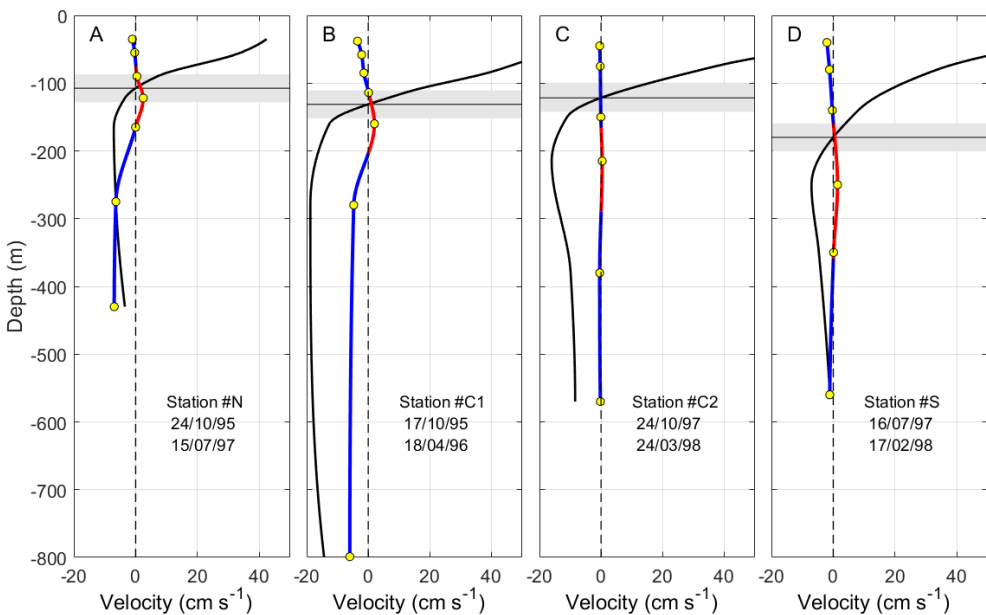 A
B
C
D
0
-100
-200
-300
-400
-500
-600
-700
-800
Depth (m)
Station #N
24/10/95
15/07/97
Station #C1
17/10/95
18/04/96
Station #C2
24/10/97
24/03/98
Station #S
16/07/97
17/02/98
-20 0 20 40
-20 0 20 40
-20 0 20 40
-20 0 20 40
Velocity (cm s⁻¹)
Velocity (cm s⁻¹)
Velocity (cm s⁻¹)
Velocity (cm s⁻¹)